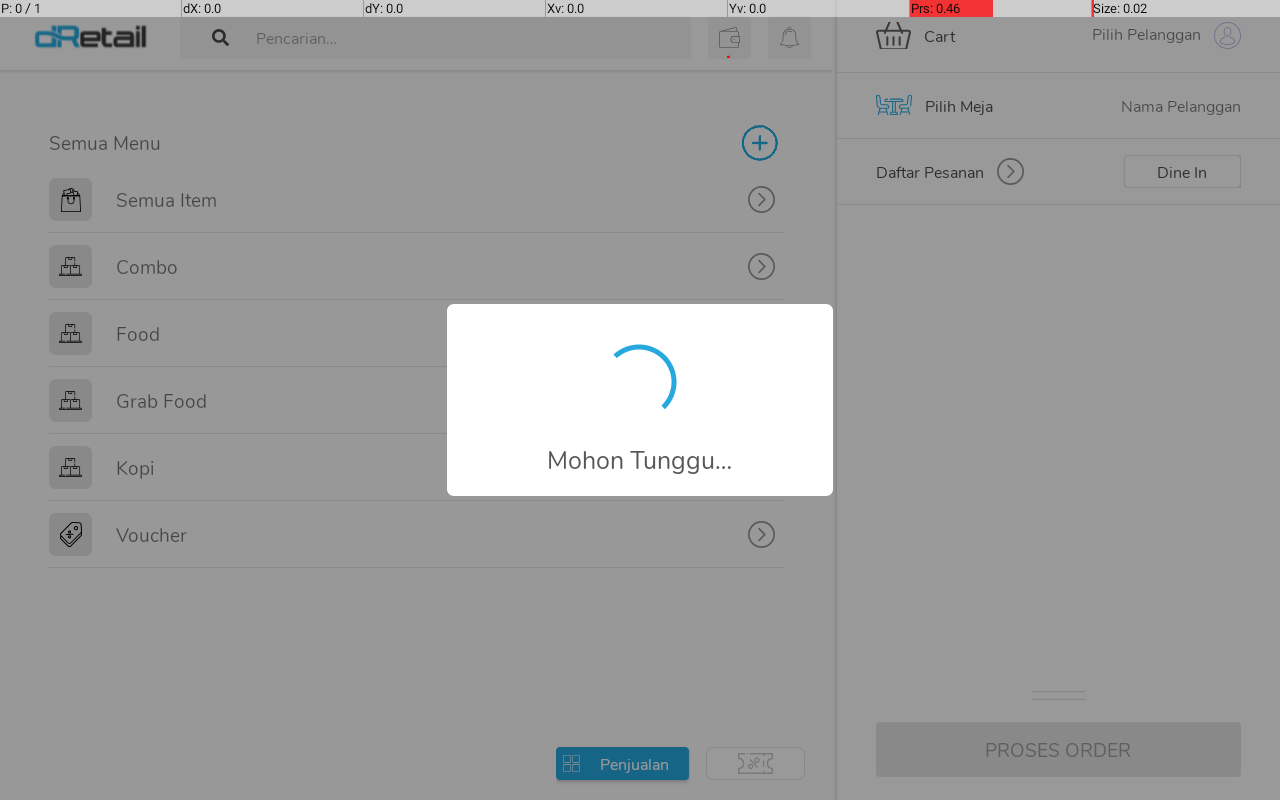 P: 0 / 1 dX: 0.0 dY: 0.0 Xv: 0.0 Yv: 0.0 Prs: 0.46 Size: 0.02
dRetail
Pencarian...
Cart
Pilih Pelanggan
Pilih Meja
Nama Pelanggan
Daftar Pesanan
Dine In
Semua Menu
Semua Item
Combo
Food
Grab Food
Kopi
Voucher
Mohon Tunggu...
Penjualan
PROSES ORDER